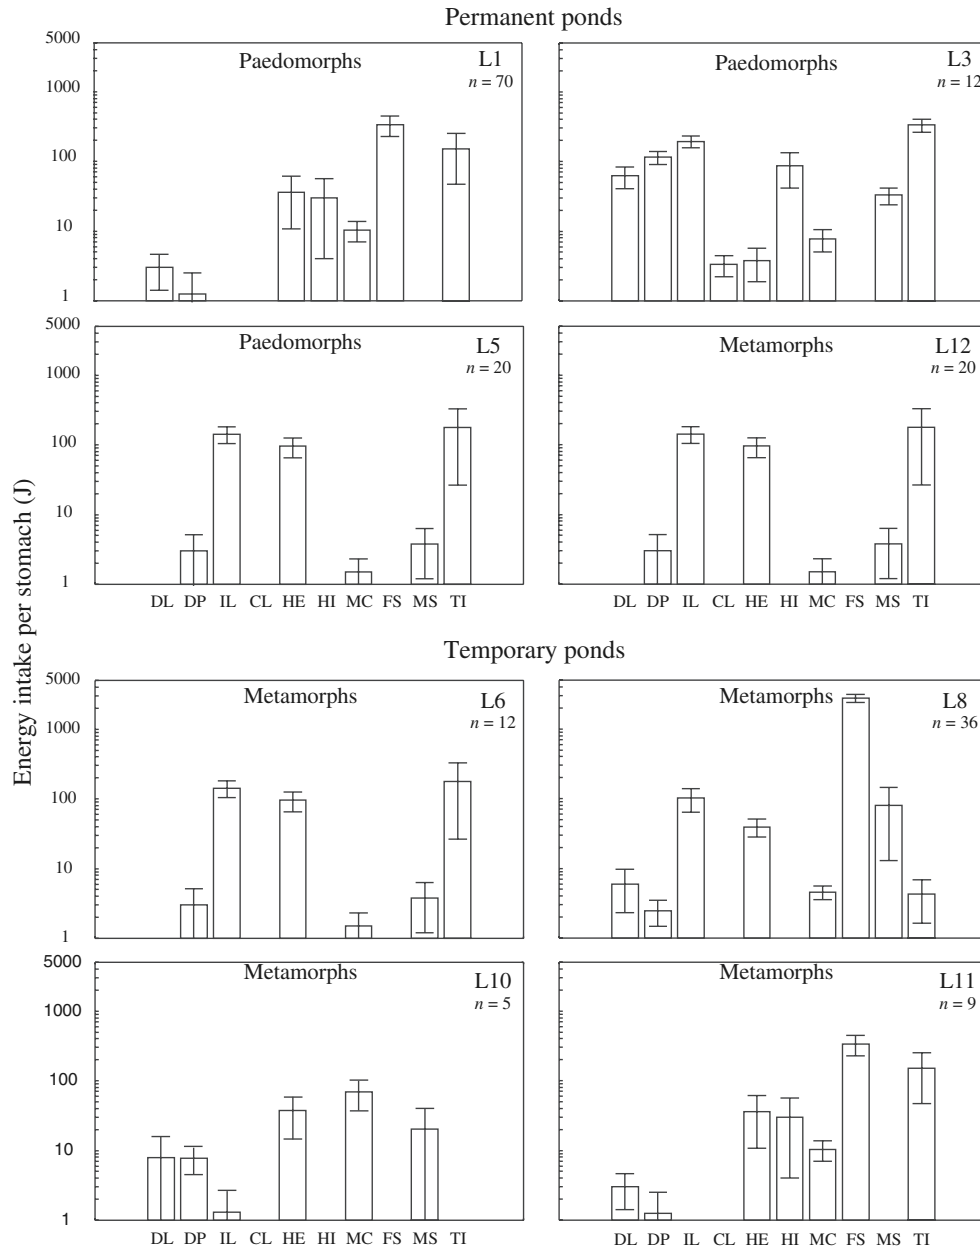 Permanent ponds
5000
1000
100
10
1
Paedomorphs
L1
n = 70
Paedomorphs
L3
n = 12
5000
1000
100
10
1
Paedomorphs
L5
n = 20
Metamorphs
L12
n = 20
DL DP IL CL HE HI MC FS MS TI
DL DP IL CL HE HI MC FS MS TI
Energy intake per stomach (J)
Temporary ponds
5000
1000
100
10
1
Metamorphs
L6
n = 12
Metamorphs
L8
n = 36
5000
1000
100
10
1
Metamorphs
L10
n = 5
Metamorphs
L11
n = 9
DL DP IL CL HE HI MC FS MS TI
DL DP IL CL HE HI MC FS MS TI